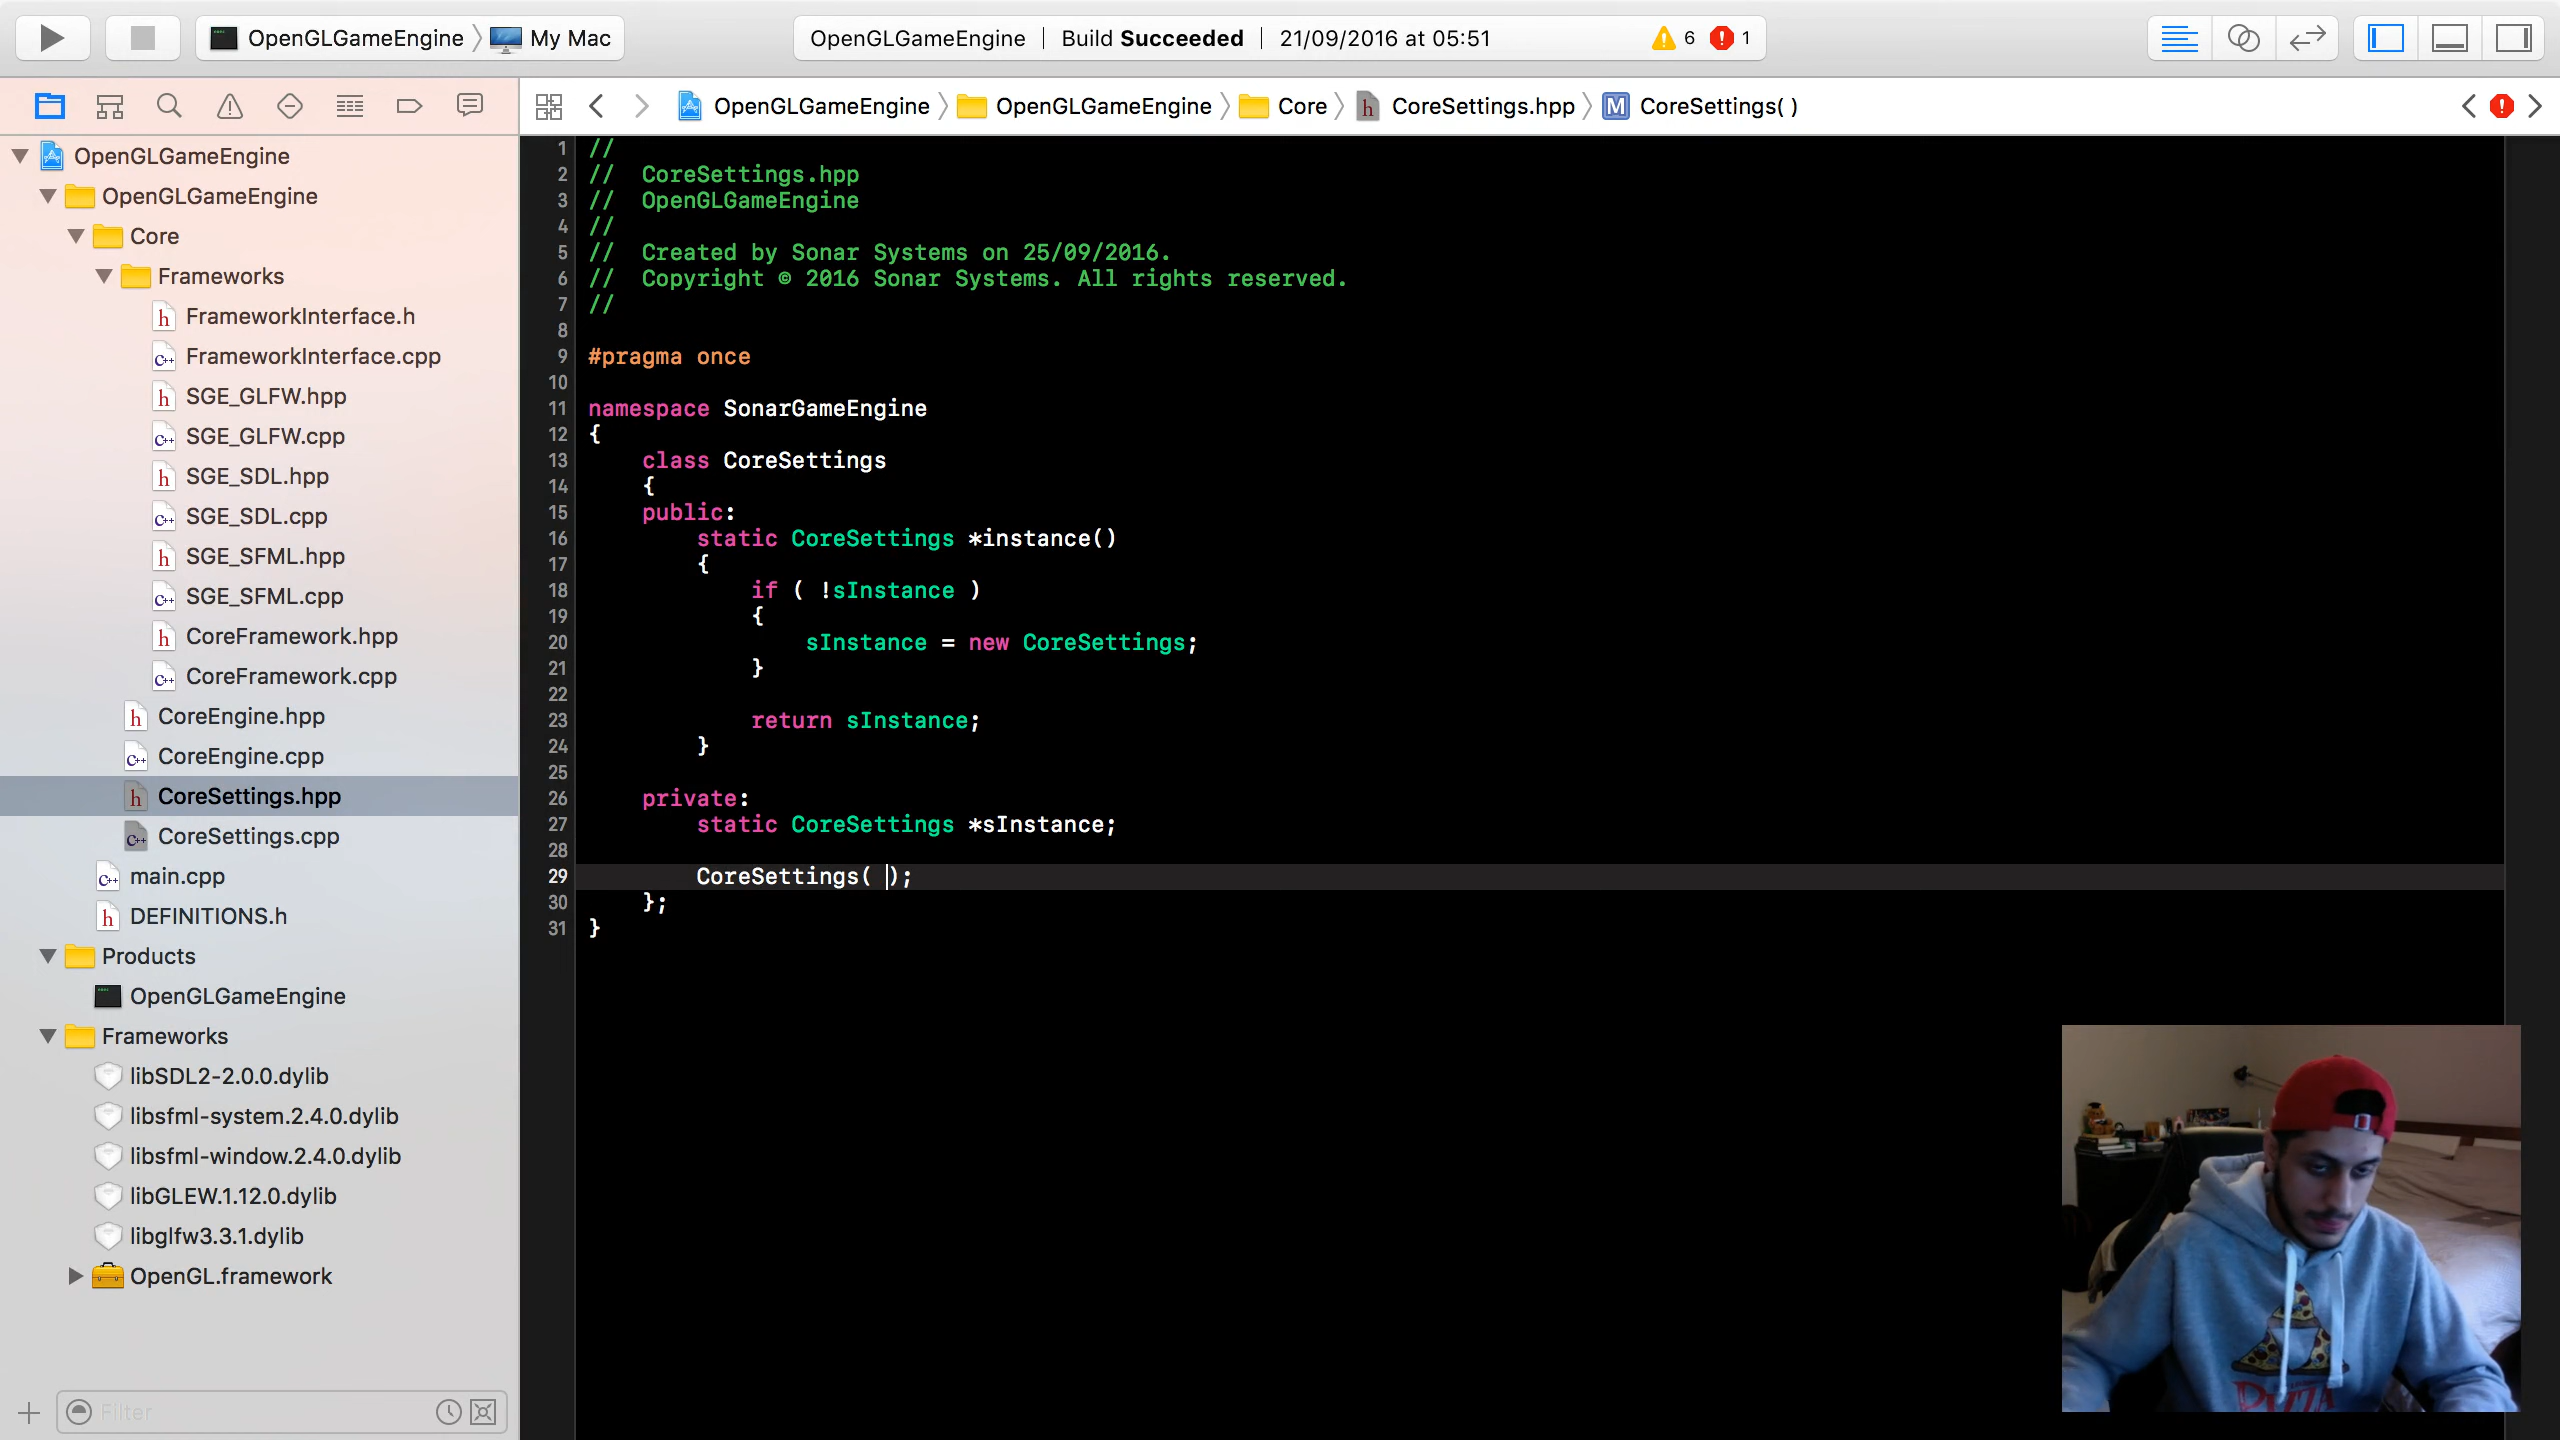 OpenGLGameEngine My Mac
OpenGLGameEngine Build Succeeded 21/09/2016 at 05:51 6 1
OpenGLGameEngine OpenGLGameEngine Core CoreSettings.hpp CoreSettings( )
OpenGLGameEngine
OpenGLGameEngine
Core
Frameworks
FrameworkInterface.h
FrameworkInterface.cpp
SGE_GLFW.hpp
SGE_GLFW.cpp
SGE_SDL.hpp
SGE_SDL.cpp
SGE_SFML.hpp
SGE_SFML.cpp
CoreFramework.hpp
CoreFramework.cpp
CoreEngine.hpp
CoreEngine.cpp
CoreSettings.hpp
CoreSettings.cpp
main.cpp
DEFINITIONS.h
Products
OpenGLGameEngine
Frameworks
libSDL2-2.0.0.dylib
libsfml-system.2.4.0.dylib
libsfml-window.2.4.0.dylib
libGLEW.1.12.0.dylib
libglfw3.3.1.dylib
OpenGL.framework
Filter
1 //
2 // CoreSettings.hpp
3 // OpenGLGameEngine
4 //
5 // Created by Sonar Systems on 25/09/2016.
6 // Copyright © 2016 Sonar Systems. All rights reserved.
7 //
8
9 #pragma once
10
11 namespace SonarGameEngine
12 {
13 class CoreSettings
14 {
15 public:
16 static CoreSettings *instance()
17 {
18 if ( !sInstance )
19 {
20 sInstance = new CoreSettings;
21 }
22
23 return sInstance;
24 }
25
26 private:
27 static CoreSettings *sInstance;
28
29 CoreSettings( );
30 };
31 }
PIZZA